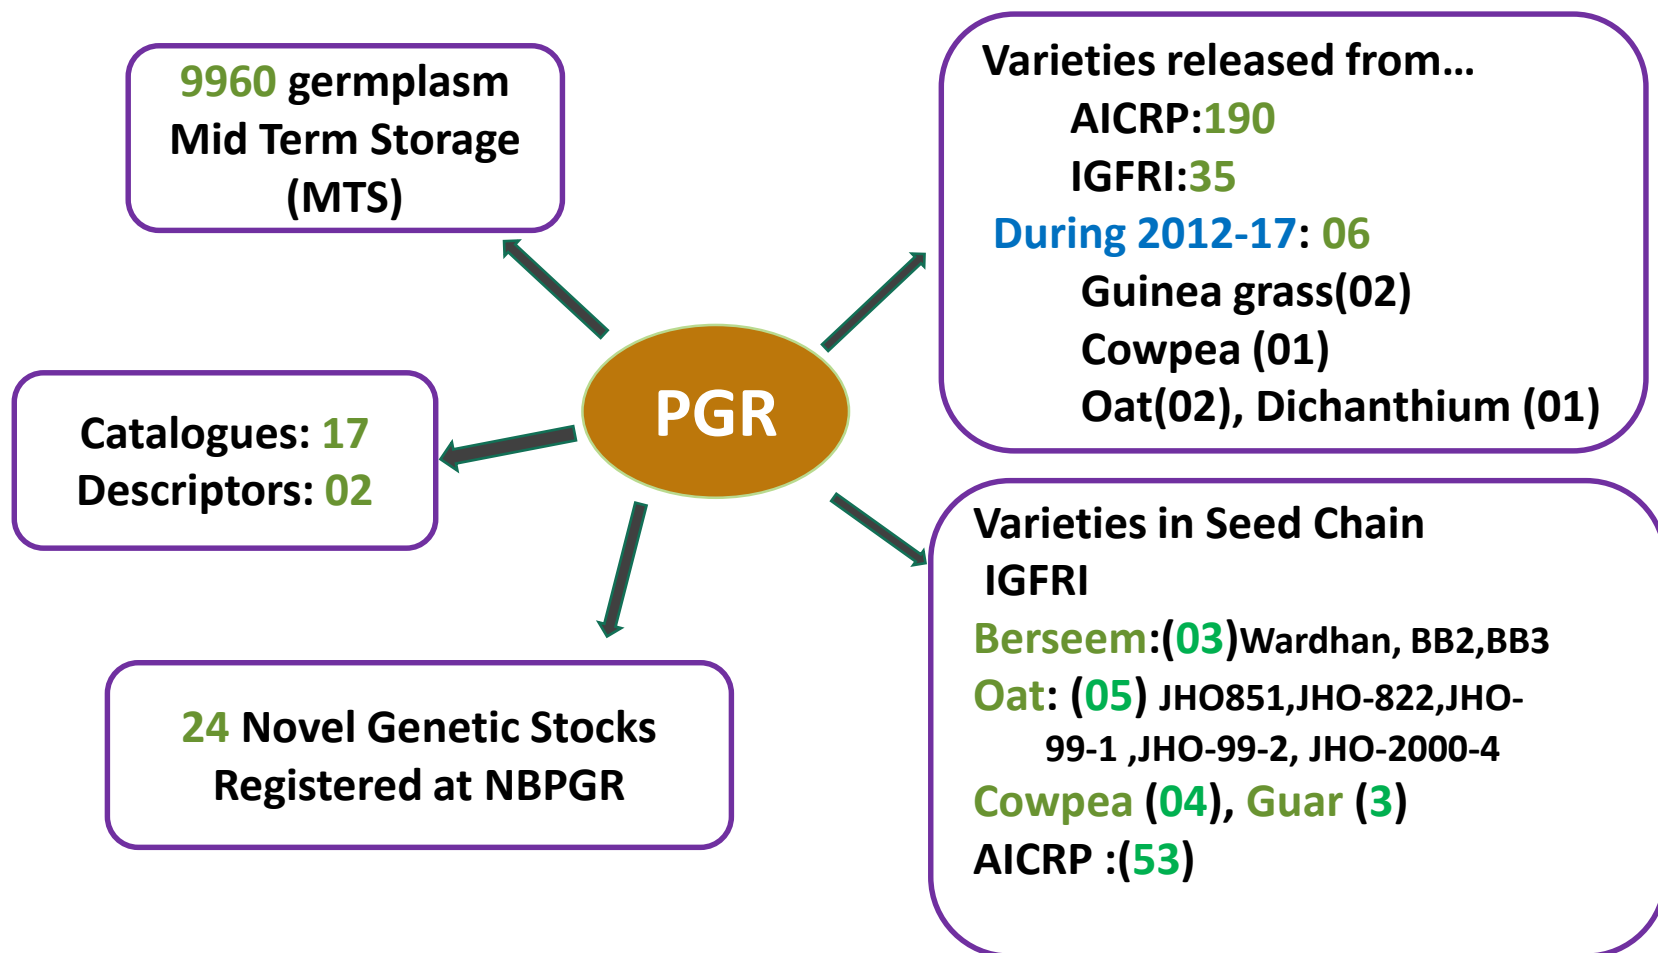 9960 germplasm
Mid Term Storage
(MTS)
Varieties released from...
AICRP:190
IGFRI:35
During 2012-17: 06
Guinea grass(02)
Cowpea (01)
Oat(02), Dichanthium (01)
PGR
Catalogues: 17
Descriptors: 02
24 Novel Genetic Stocks
Registered at NBPGR
Varieties in Seed Chain
IGFRI
Berseem:(03)Wardhan, BB2,BB3
Oat: (05) JHO851,JHO-822,JHO-
99-1 ,JHO-99-2, JHO-2000-4
Cowpea (04), Guar (3)
AICRP :(53)